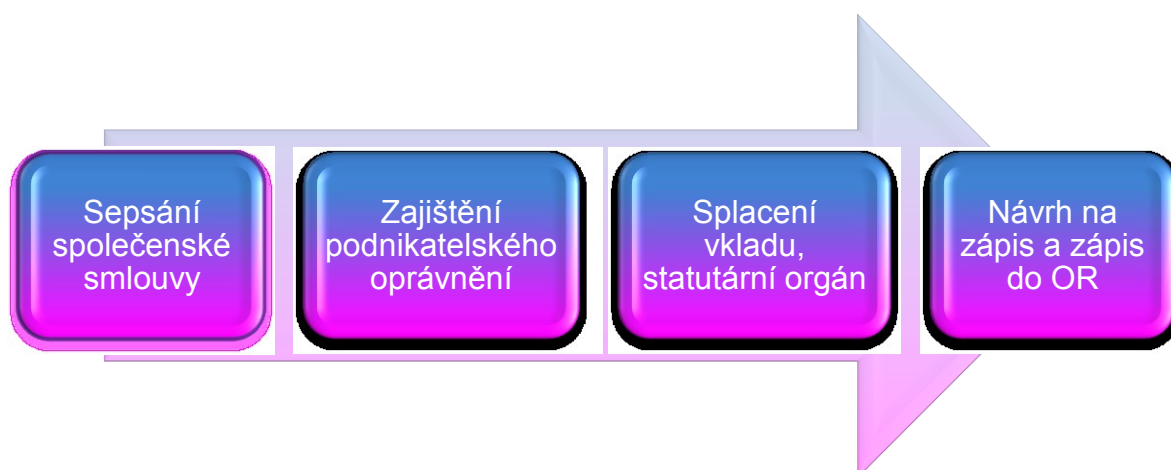 Sepsání
společenské
smlouvy
Zajištění
podnikatelského
oprávnění
Splacení
vkladu,
statutární orgán
Návrh na
zápis a zápis
do OR